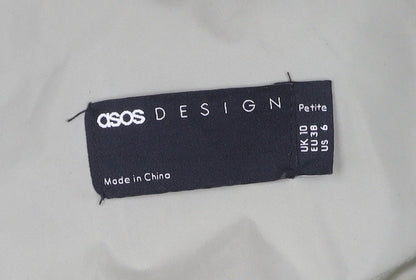 asos DESIGN
Made in China
Petite
UK 10
EU 38
US 6